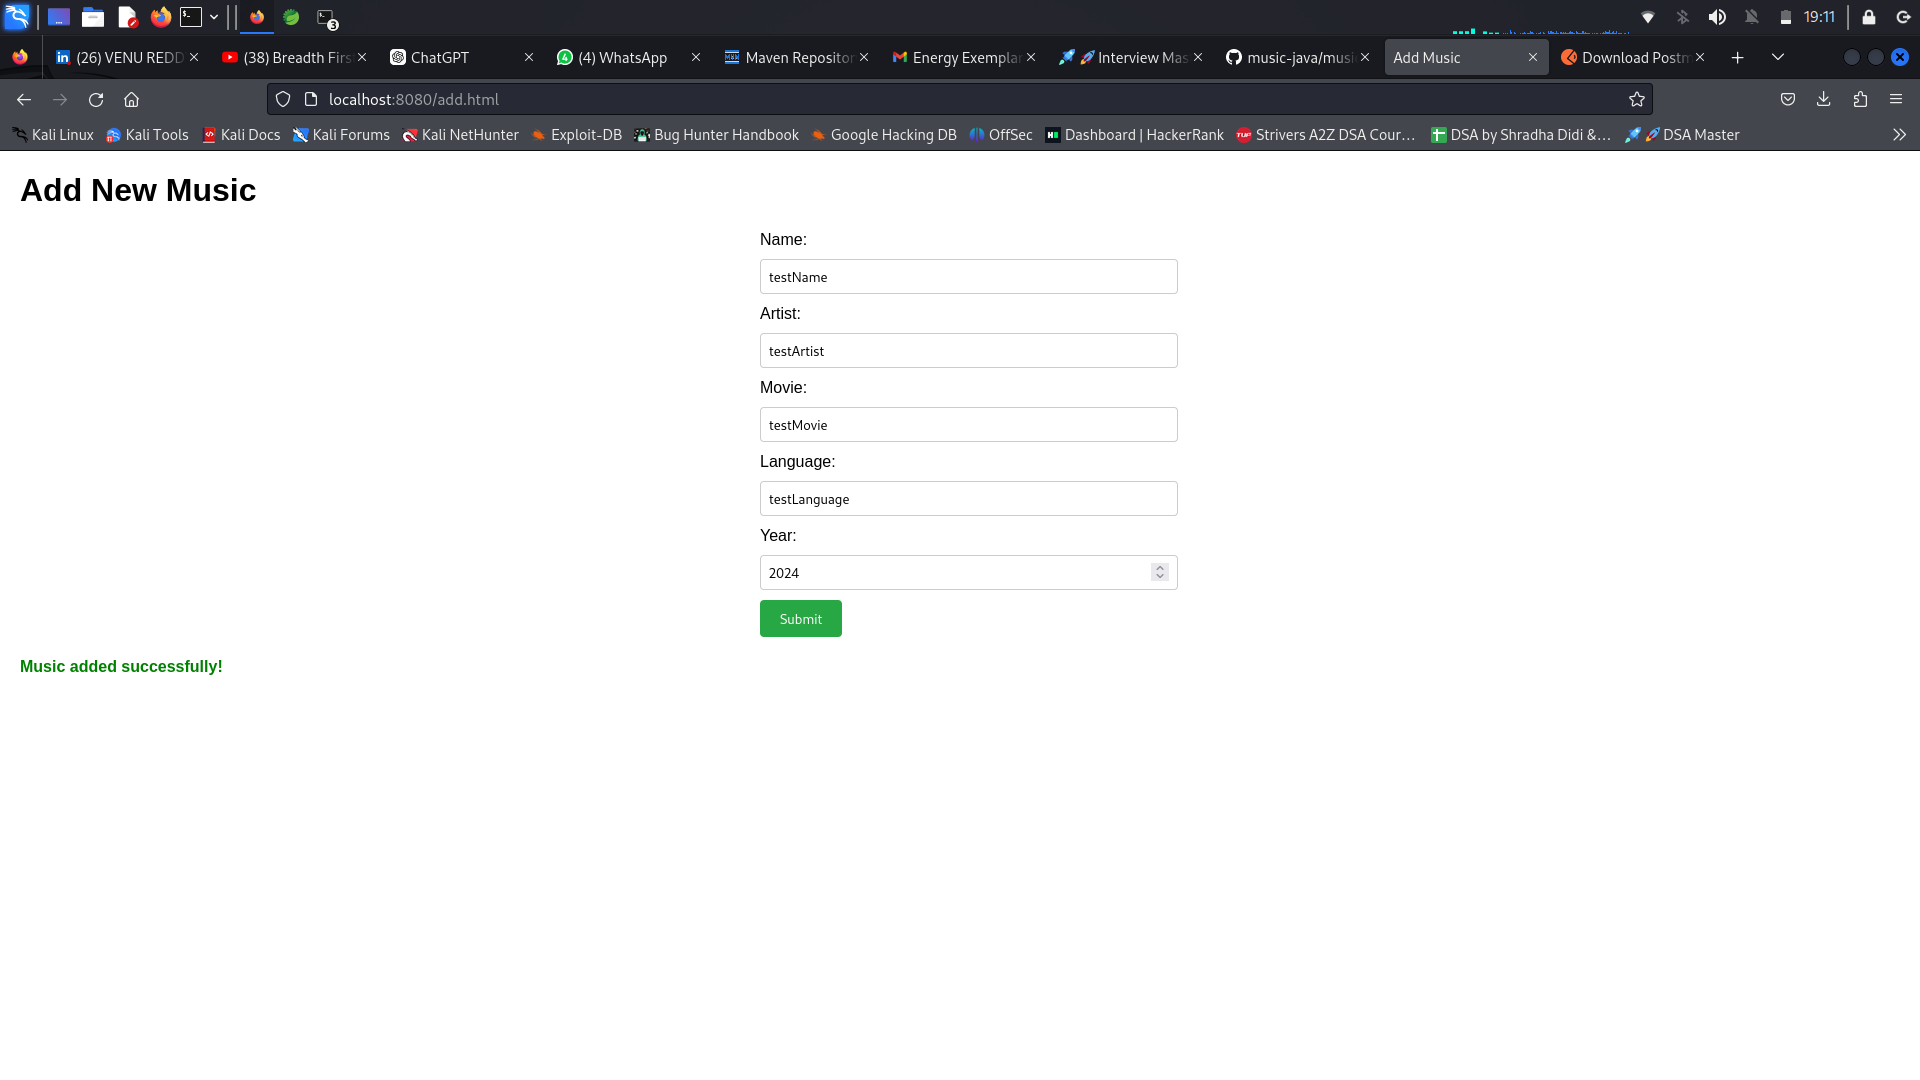 3
19:11
(26) VENU REDD
(38) Breadth Firs
ChatGPT
(4) WhatsApp
Maven Repositor
Energy Exemplar
Interview Mas
music-java/musi
Add Music
Download Postm
localhost:8080/add.html
Kali Linux
Kali Tools
Kali Docs
Kali Forums
Kali NetHunter
Exploit-DB
Bug Hunter Handbook
Google Hacking DB
OffSec
Dashboard | HackerRank
Strivers A2Z DSA Cour…
DSA by Shradha Didi &…
DSA Master
Add New Music
Name:
testName
Artist:
testArtist
Movie:
testMovie
Language:
testLanguage
Year:
2024
Submit
Music added successfully!